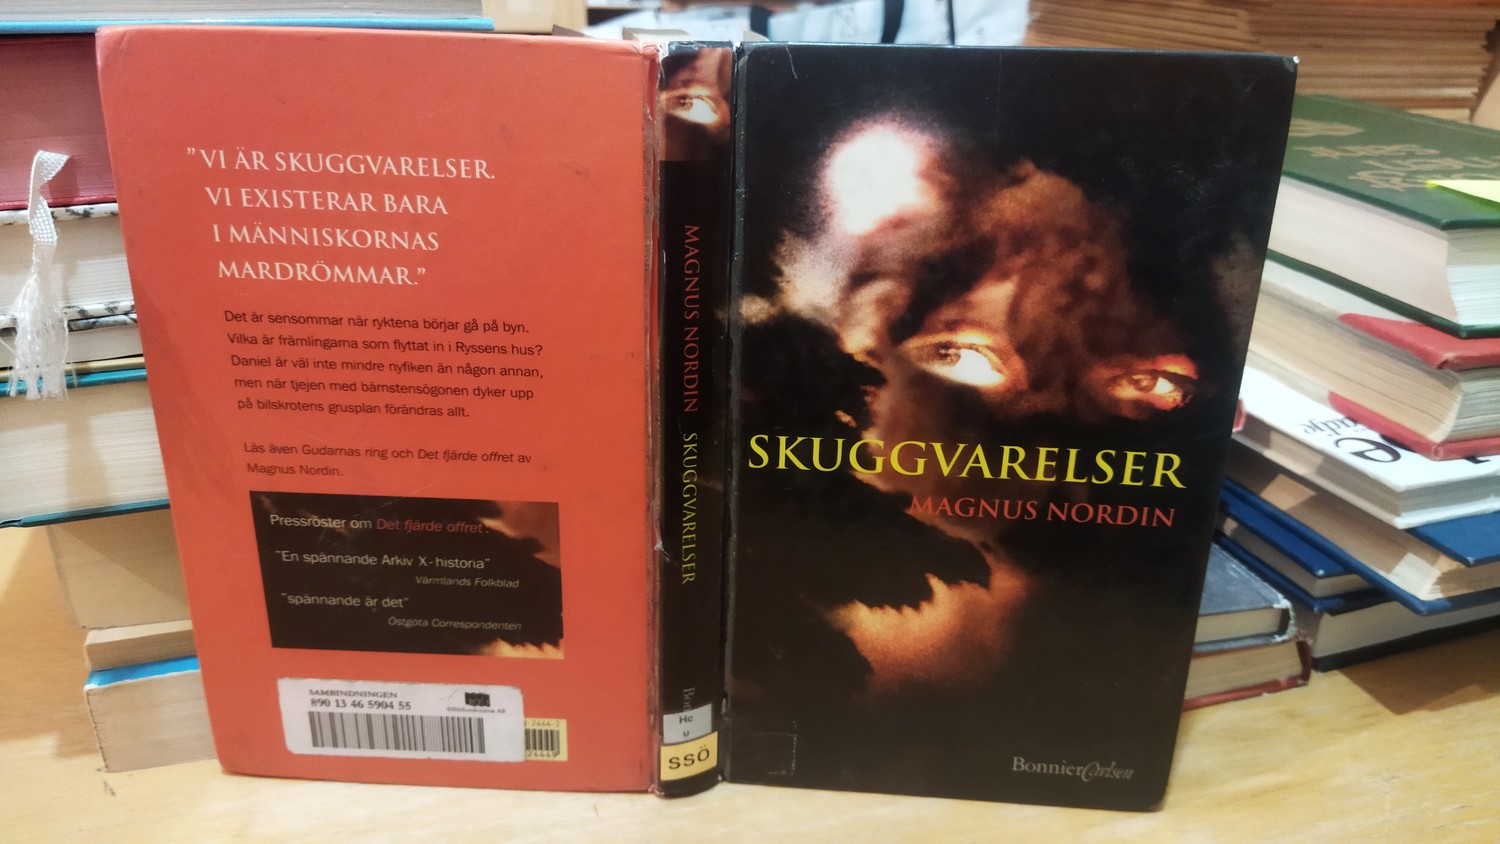 ”VI ÄR SKUGGVARELSER.
VI EXISTERAR BARA
I MÄNNISKORNAS
MARDRÖMMAR.”
Det är sensommar när ryktena börjar gå på byn.
Vilka är främlingarna som flyttat in i Ryssens hus?
Daniel är väl inte mindre nyfiken än någon annan,
men när tjejen med bärnstensögonen dyker upp
på bilskrotens grusplan förändras allt.
Läs även Gudarnas ring och Det fjärde offret av
Magnus Nordin.
Pressröster om Det fjärde offret:
”En spännande Arkiv X-historia”
Värmlands Folkblad
”spännande är det”
Östgöta Correspondenten
SAMBINDNINGEN
890 13 46 5904 55
MAGNUS NORDIN SKUGGVARELSER
Hc
u
SSÖ
SKUGGVARELSER
MAGNUS NORDIN
BonnierCarlsen